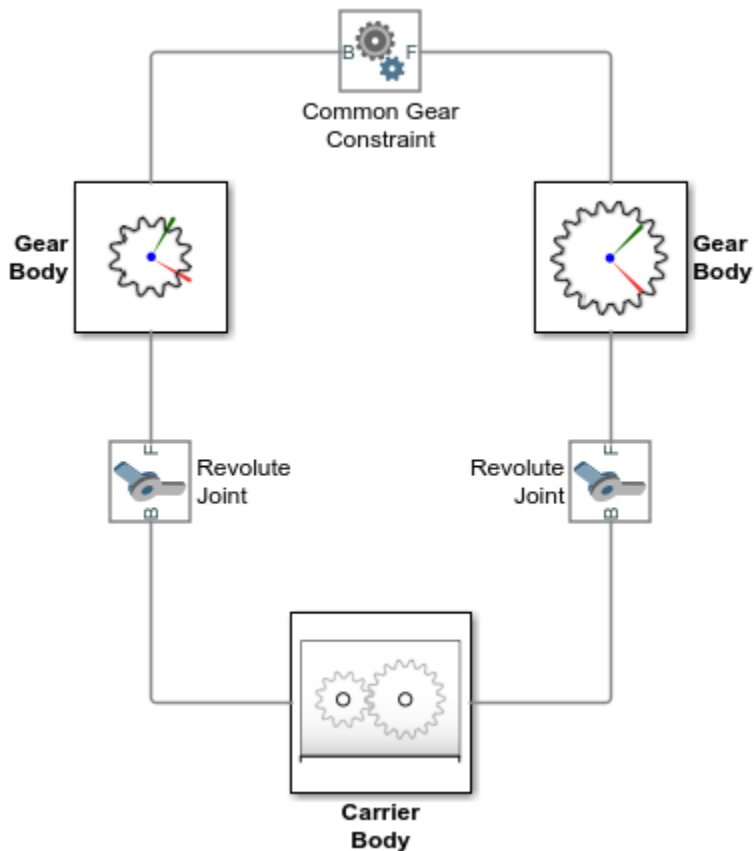 B F
Common Gear
Constraint
Gear
Body
Gear
Body
F
Revolute
Joint
B
F
Revolute
Joint
B
Carrier
Body